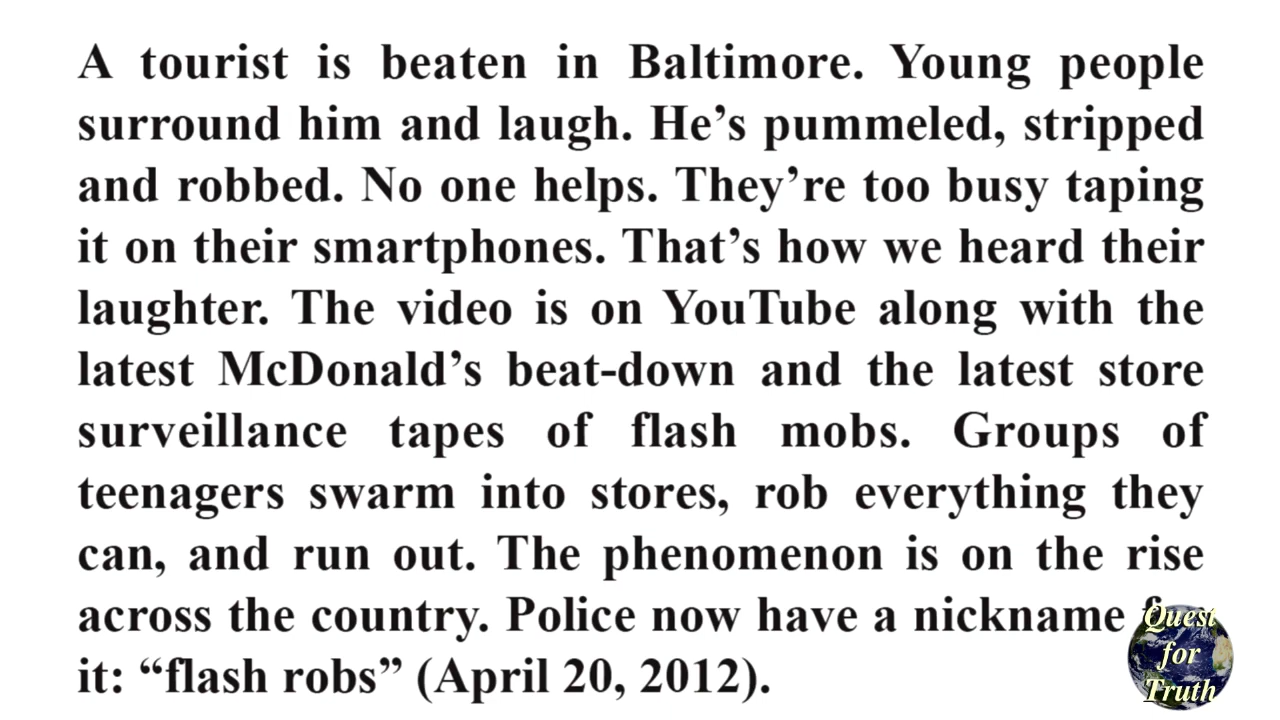 A tourist is beaten in Baltimore. Young people
surround him and laugh. He’s pummeled, stripped
and robbed. No one helps. They’re too busy taping
it on their smartphones. That’s how we heard their
laughter. The video is on YouTube along with the
latest McDonald’s beat-down and the latest store
surveillance tapes of flash mobs. Groups of
teenagers swarm into stores, rob everything they
can, and run out. The phenomenon is on the rise
across the country. Police now have a nickname
it: “flash robs” (April 20, 2012).
Quest
for
Truth